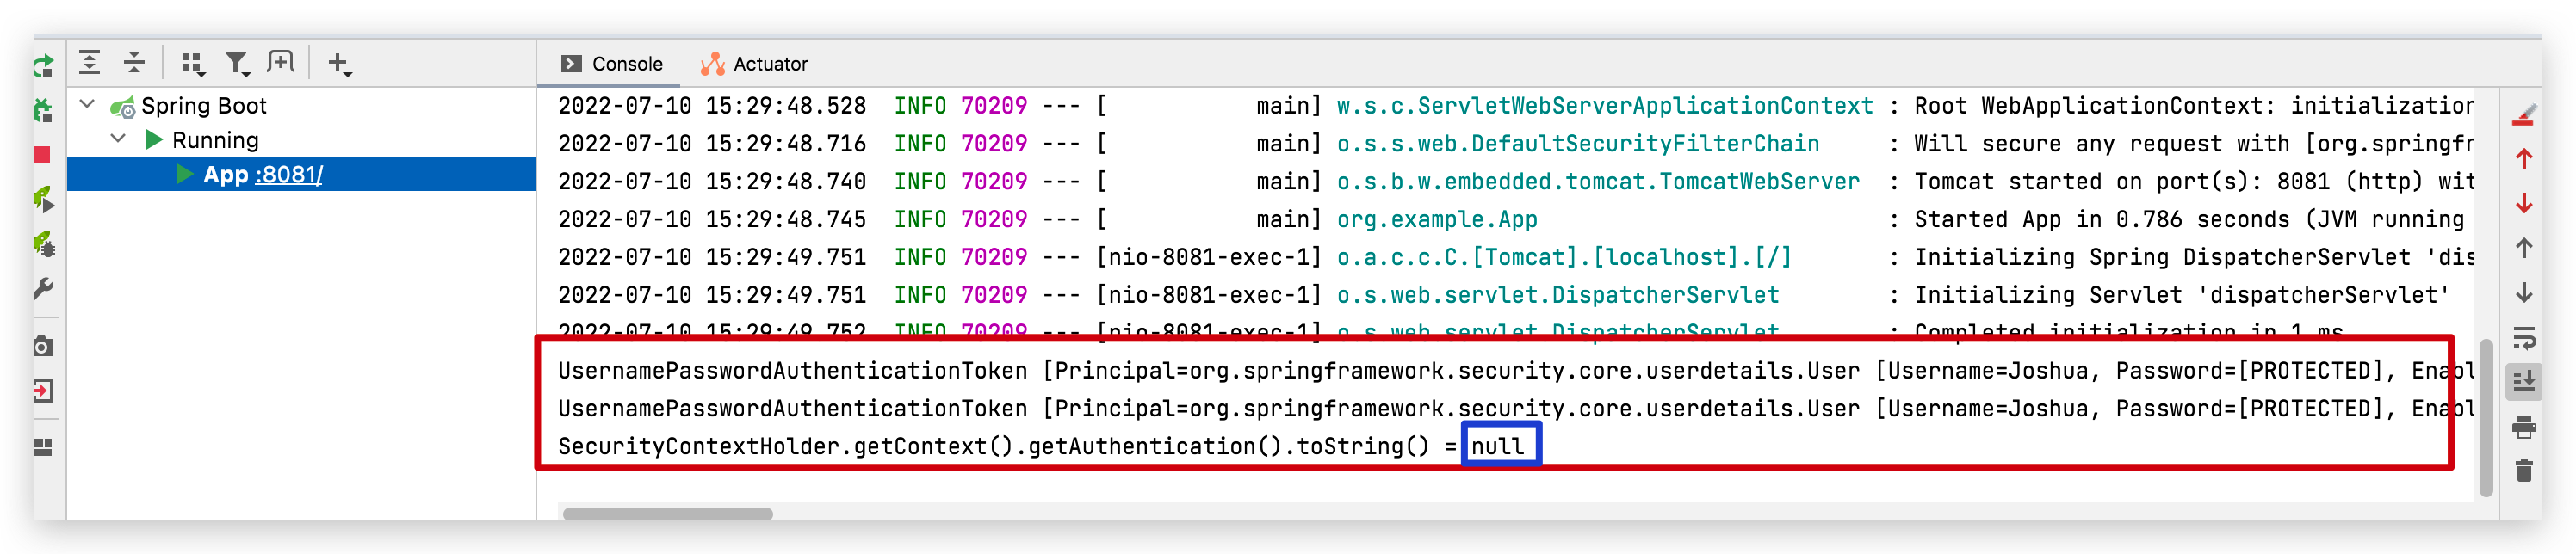 Console
Actuator
Spring Boot
Running
App :8081/
2022-07-10 15:29:48.528 INFO 70209 --- [ main] w.s.c.ServletWebServerApplicationContext : Root WebApplicationContext: initialization
2022-07-10 15:29:48.716 INFO 70209 --- [ main] o.s.s.web.DefaultSecurityFilterChain : Will secure any request with [org.springfr
2022-07-10 15:29:48.740 INFO 70209 --- [ main] o.s.b.w.embedded.tomcat.TomcatWebServer : Tomcat started on port(s): 8081 (http) wit
2022-07-10 15:29:48.745 INFO 70209 --- [ main] org.example.App : Started App in 0.786 seconds (JVM running
2022-07-10 15:29:49.751 INFO 70209 --- [nio-8081-exec-1] o.a.c.c.C.[Tomcat].[localhost].[/] : Initializing Spring DispatcherServlet 'dis
2022-07-10 15:29:49.751 INFO 70209 --- [nio-8081-exec-1] o.s.web.servlet.DispatcherServlet : Initializing Servlet 'dispatcherServlet'
2022-07-10 15:29:49.752 INFO 70209 --- [nio-8081-exec-1] o.s.web.servlet.DispatcherServlet : Completed initialization in 1 ms
UsernamePasswordAuthenticationToken [Principal=org.springframework.security.core.userdetails.User [Username=Joshua, Password=[PROTECTED], Enabl
UsernamePasswordAuthenticationToken [Principal=org.springframework.security.core.userdetails.User [Username=Joshua, Password=[PROTECTED], Enabl
SecurityContextHolder.getContext().getAuthentication().toString() = null